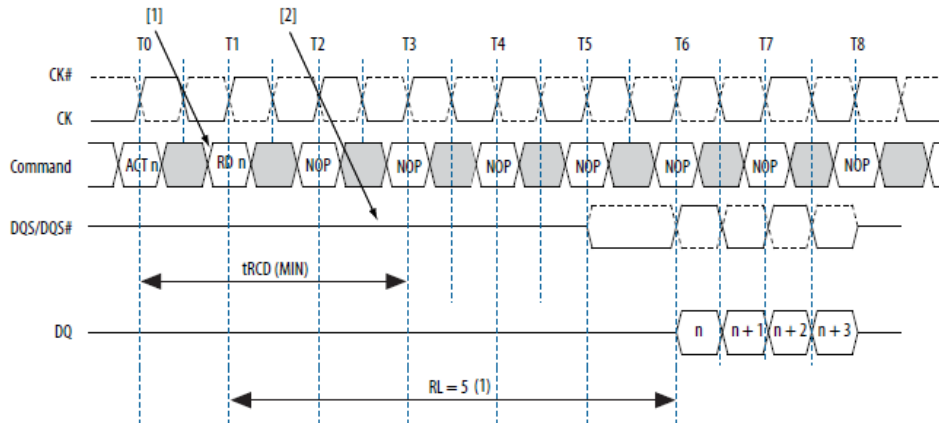 [1] [2]
T0 T1 T2 T3 T4 T5 T6 T7 T8
CK#
CK
Command ACT n RD n NOP NOP NOP NOP NOP NOP NOP
DQS/DQS#
tRCD (MIN)
DQ n n + 1 n + 2 n + 3
RL = 5 (1)